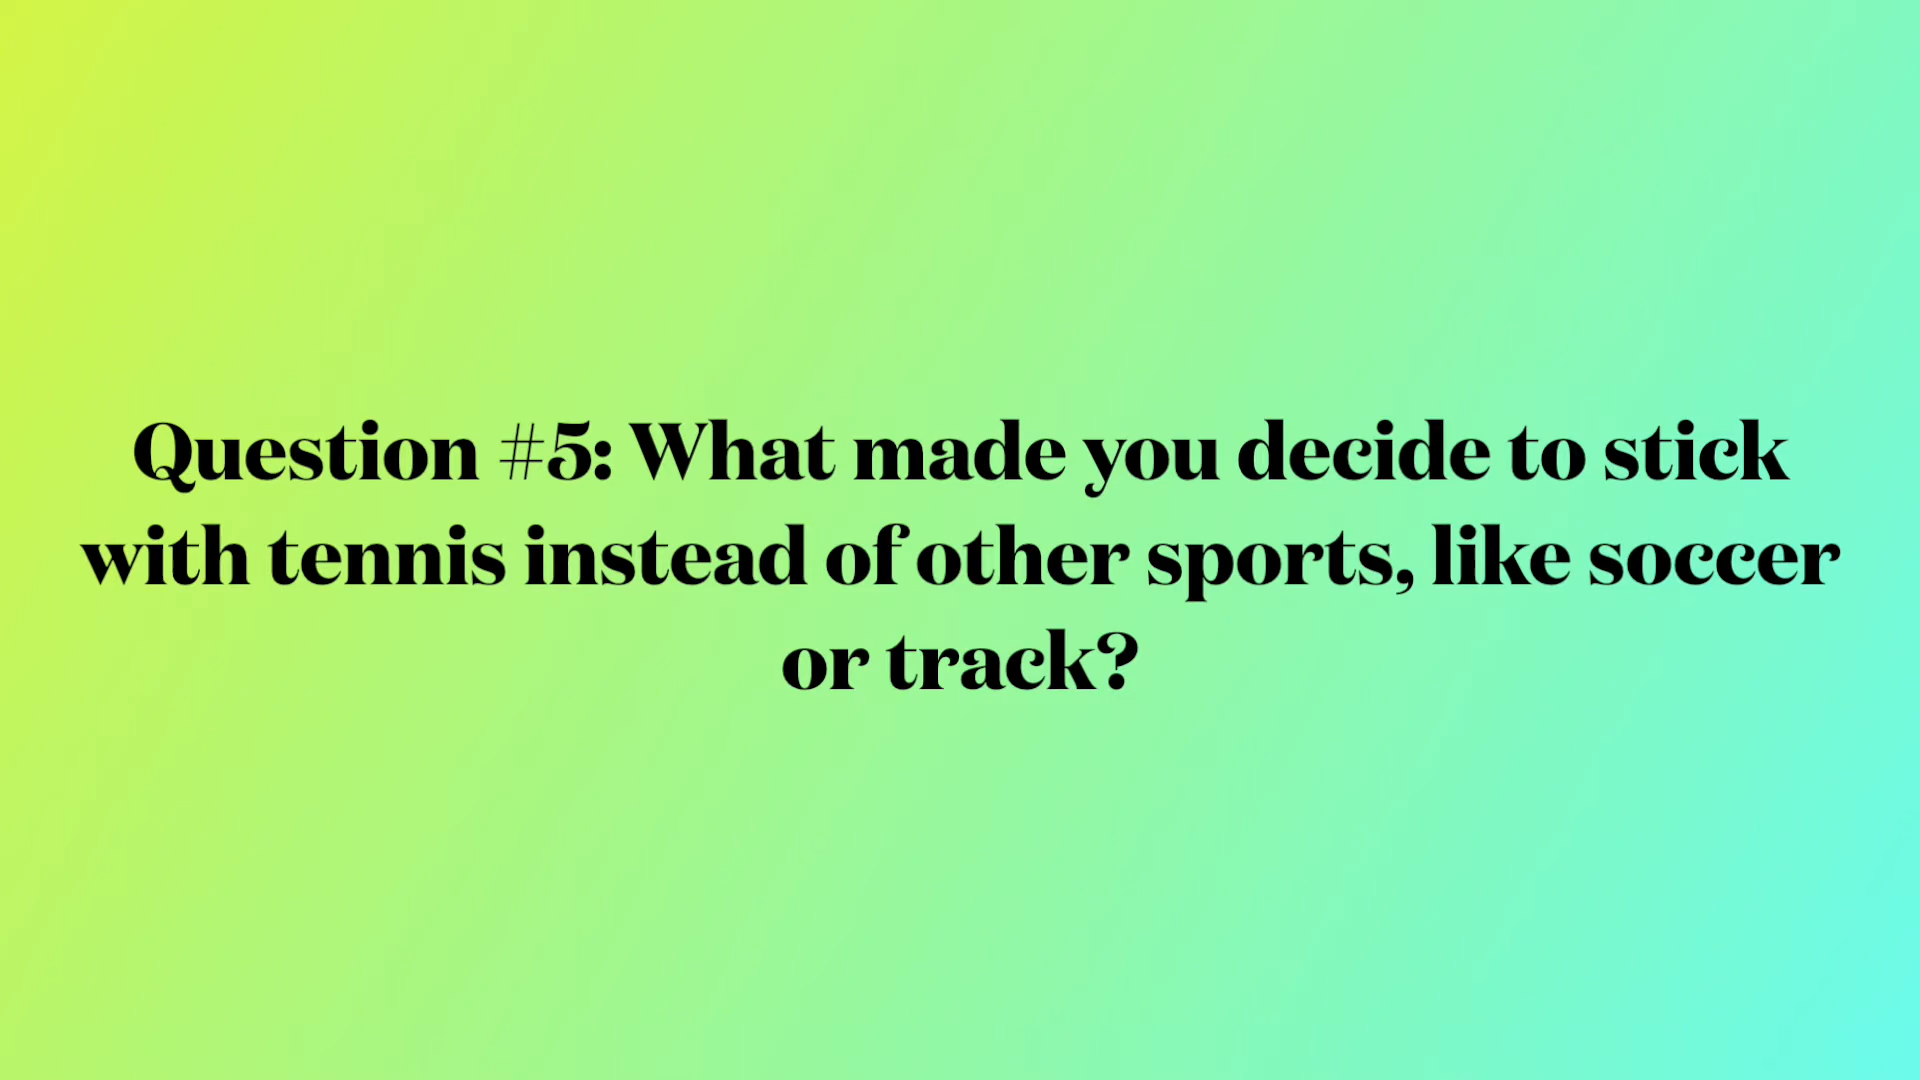 Question #5: What made you decide to stick
with tennis instead of other sports, like soccer
or track?